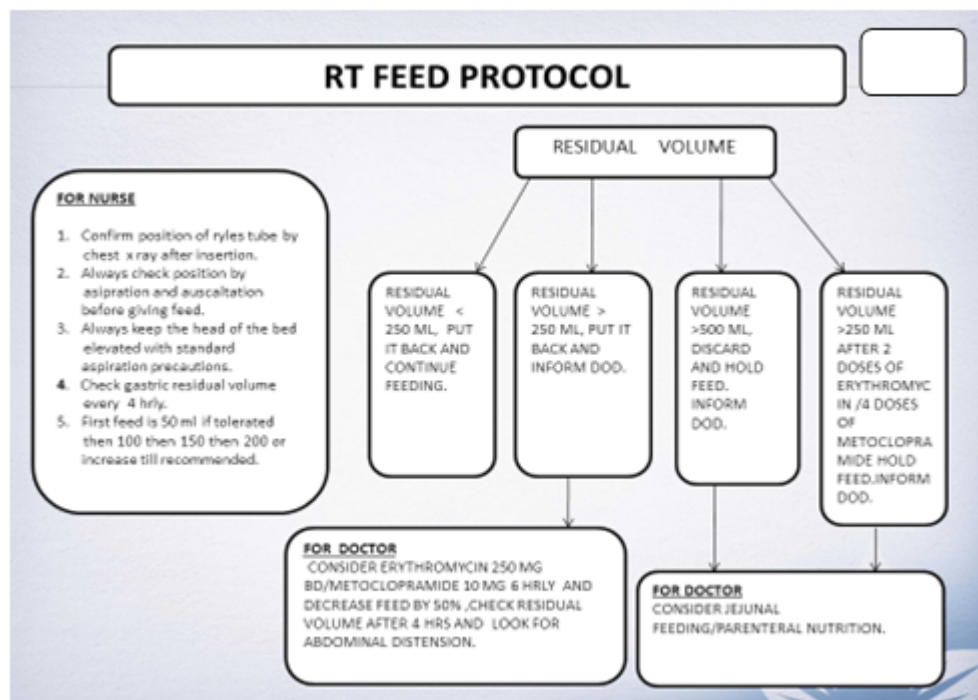 RT FEED PROTOCOL
RESIDUAL VOLUME
FOR NURSE
1. Confirm position of ryles tube by
chest x ray after insertion.
2. Always check position by
asipration and auscaltation
before giving feed.
3. Always keep the head of the bed
elevated with standard
aspiration precautions.
4. Check gastric residual volume
every 4 hrly.
5. First feed is 50 ml if tolerated
then 100 then 150 then 200 or
increase till recommended.
RESIDUAL
VOLUME <
250 ML, PUT
IT BACK AND
CONTINUE
FEEDING.
RESIDUAL
VOLUME >
250 ML, PUT IT
BACK AND
INFORM DOD.
RESIDUAL
VOLUME
>500 ML,
DISCARD
AND HOLD
FEED.
INFORM
DOD.
RESIDUAL
VOLUME
>250 ML
AFTER 2
DOSES OF
ERYTHROMYC
IN /4 DOSES
OF
METOCLOPRA
MIDE HOLD
FEED.INFORM
DOD.
FOR DOCTOR
CONSIDER ERYTHROMYCIN 250 MG
BD/METOCLOPRAMIDE 10 MG 6 HRLY AND
DECREASE FEED BY 50% ,CHECK RESIDUAL
VOLUME AFTER 4 HRS AND LOOK FOR
ABDOMINAL DISTENSION.
FOR DOCTOR
CONSIDER JEJUNAL
FEEDING/PARENTERAL NUTRITION.